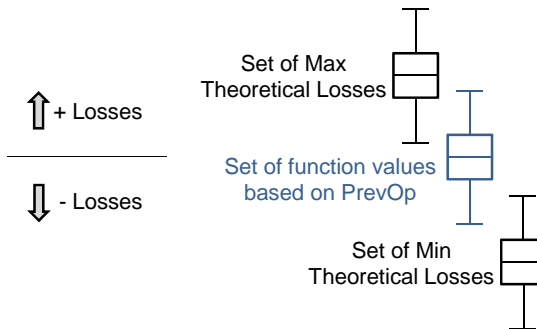 Set of Max
Theoretical Losses
+ Losses
Set of function values
based on PrevOp
- Losses
Set of Min
Theoretical Losses